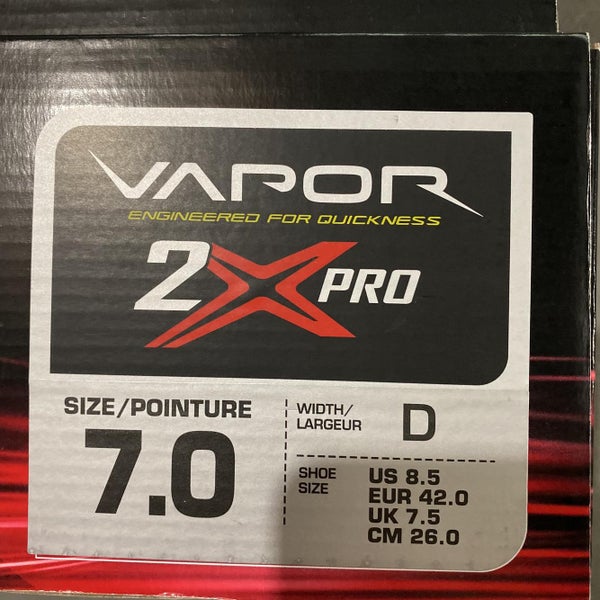 VAPOR
ENGINEERED FOR QUICKNESS
2X PRO
SIZE/POINTURE
7.0
WIDTH/
LARGEUR
D
SHOE
SIZE
US 8.5
EUR 42.0
UK 7.5
CM 26.0